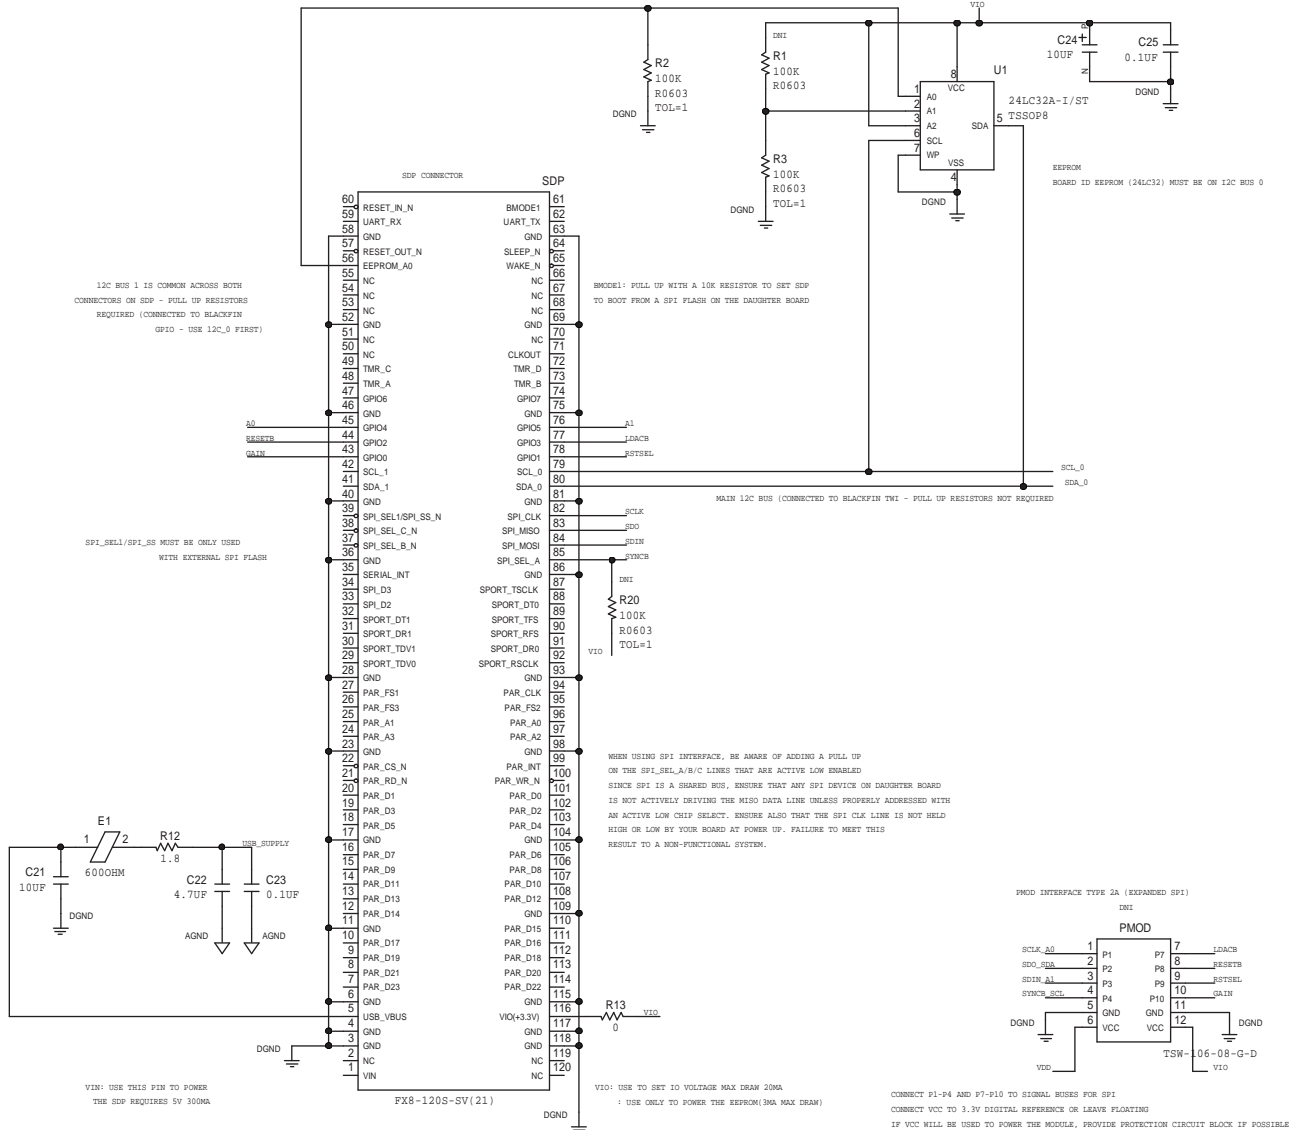 VIO
DNI
R2
100K
R0603
TOL=1
DGND
R1
100K
R0603
C24
+
P
N
10UF
C25
0.1UF
DGND
U1
24LC32A-I/ST
TSSOP8
8
VCC
1 A0
2 A1
3 A2
6 SCL
7 WP
SDA 5
VSS
4
DGND
R3
100K
R0603
TOL=1
DGND
EEPROM
BOARD ID EEPROM (24LC32) MUST BE ON I2C BUS 0
SDP CONNECTOR
SDP
60 RESET_IN_N BMODE1 61
59 UART_RX UART_TX 62
58 GND GND 63
57 RESET_OUT_N SLEEP_N 64
56 EEPROM_A0 WAKE_N 65
55 NC NC 66
54 NC NC 67
53 NC NC 68
52 GND GND 69
51 NC NC 70
50 NC CLKOUT 71
49 TMR_C TMR_D 72
48 TMR_A TMR_B 73
47 GPIO6 GPIO7 74
46 GND GND 75
A0 45 GPIO4 GPIO5 76 A1
RESETB 44 GPIO2 GPIO3 77 LDACB
GAIN 43 GPIO0 GPIO1 78 RSTSEL
42 SCL_1 SCL_0 79 SCL_0
41 SDA_1 SDA_0 80 SDA_0
40 GND GND 81
39 SPI_SEL1/SPI_SS_N SPI_CLK 82 SCLK
38 SPI_SEL_C_N SPI_MISO 83 SDO
37 SPI_SEL_B_N SPI_MOSI 84 SDIN
36 GND SPI_SEL_A 85 SYNCB
35 SERIAL_INT GND 86
34 SPI_D3 SPORT_TSCLK 87
33 SPI_D2 SPORT_DT0 88
32 SPORT_DT1 SPORT_TFS 89
31 SPORT_DR1 SPORT_RFS 90
30 SPORT_TDV1 SPORT_DR0 91
29 SPORT_TDV0 SPORT_RSCLK 92
28 GND GND 93
27 PAR_FS1 PAR_CLK 94
26 PAR_FS3 PAR_FS2 95
25 PAR_A1 PAR_A0 96
24 PAR_A3 PAR_A2 97
23 GND GND 98
22 PAR_CS_N PAR_INT 99
21 PAR_RD_N PAR_WR_N 100
20 PAR_D1 PAR_D0 101
19 PAR_D3 PAR_D2 102
18 PAR_D5 PAR_D4 103
17 GND GND 104
16 PAR_D7 PAR_D6 105
15 PAR_D9 PAR_D8 106
14 PAR_D11 PAR_D10 107
13 PAR_D13 PAR_D12 108
12 PAR_D14 GND 109
11 GND PAR_D15 110
10 PAR_D17 PAR_D16 111
9 PAR_D19 PAR_D18 112
8 PAR_D21 PAR_D20 113
7 PAR_D23 PAR_D22 114
6 GND GND 115
5 USB_VBUS VIO(+3.3V) 116
4 GND GND 117
3 GND GND 118
2 NC NC 119
1 VIN NC 120
FX8-120S-SV(21)
DGND
DGND
12C BUS 1 IS COMMON ACROSS BOTH
CONNECTORS ON SDP - PULL UP RESISTORS
REQUIRED (CONNECTED TO BLACKFIN
GPIO - USE 12C_0 FIRST)
BMODE1: PULL UP WITH A 10K RESISTOR TO SET SDP
TO BOOT FROM A SPI FLASH ON THE DAUGHTER BOARD
MAIN 12C BUS (CONNECTED TO BLACKFIN TWI - PULL UP RESISTORS NOT REQUIRED
SPI_SEL1/SPI_SS MUST BE ONLY USED
WITH EXTERNAL SPI FLASH
DNI
R20
100K
R0603
TOL=1
VIO
WHEN USING SPI INTERFACE, BE AWARE OF ADDING A PULL UP
ON THE SPI_SEL_A/B/C LINES THAT ARE ACTIVE LOW ENABLED
SINCE SPI IS A SHARED BUS, ENSURE THAT ANY SPI DEVICE ON DAUGHTER BOARD
IS NOT ACTIVELY DRIVING THE MISO DATA LINE UNLESS PROPERLY ADDRESSED WITH
AN ACTIVE LOW CHIP SELECT. ENSURE ALSO THAT THE SPI CLK LINE IS NOT HELD
HIGH OR LOW BY YOUR BOARD AT POWER UP. FAILURE TO MEET THIS
RESULT TO A NON-FUNCTIONAL SYSTEM.
E1
1 2
600OHM
R12
1.8
USB_SUPPLY
C21
10UF
DGND
C22
4.7UF
AGND
C23
0.1UF
AGND
R13
0
VIO
VIN: USE THIS PIN TO POWER
THE SDP REQUIRES 5V 300MA
VIO: USE TO SET IO VOLTAGE MAX DRAW 20MA
: USE ONLY TO POWER THE EEPROM(3MA MAX DRAW)
PMOD INTERFACE TYPE 2A (EXPANDED SPI)
DNI
PMOD
SCLK_A0 1 P1 P7 7 LDACB
SDO_SDA 2 P2 P8 8 RESETB
SDIN_A1 3 P3 P9 9 RSTSEL
SYNCB_SCL 4 P4 P10 10 GAIN
5 GND GND 11
DGND DGND
6 VCC VCC 12
TSW-106-08-G-D
VDD VIO
CONNECT P1-P4 AND P7-P10 TO SIGNAL BUSES FOR SPI
CONNECT VCC TO 3.3V DIGITAL REFERENCE OR LEAVE FLOATING
IF VCC WILL BE USED TO POWER THE MODULE, PROVIDE PROTECTION CIRCUIT BLOCK IF POSSIBLE